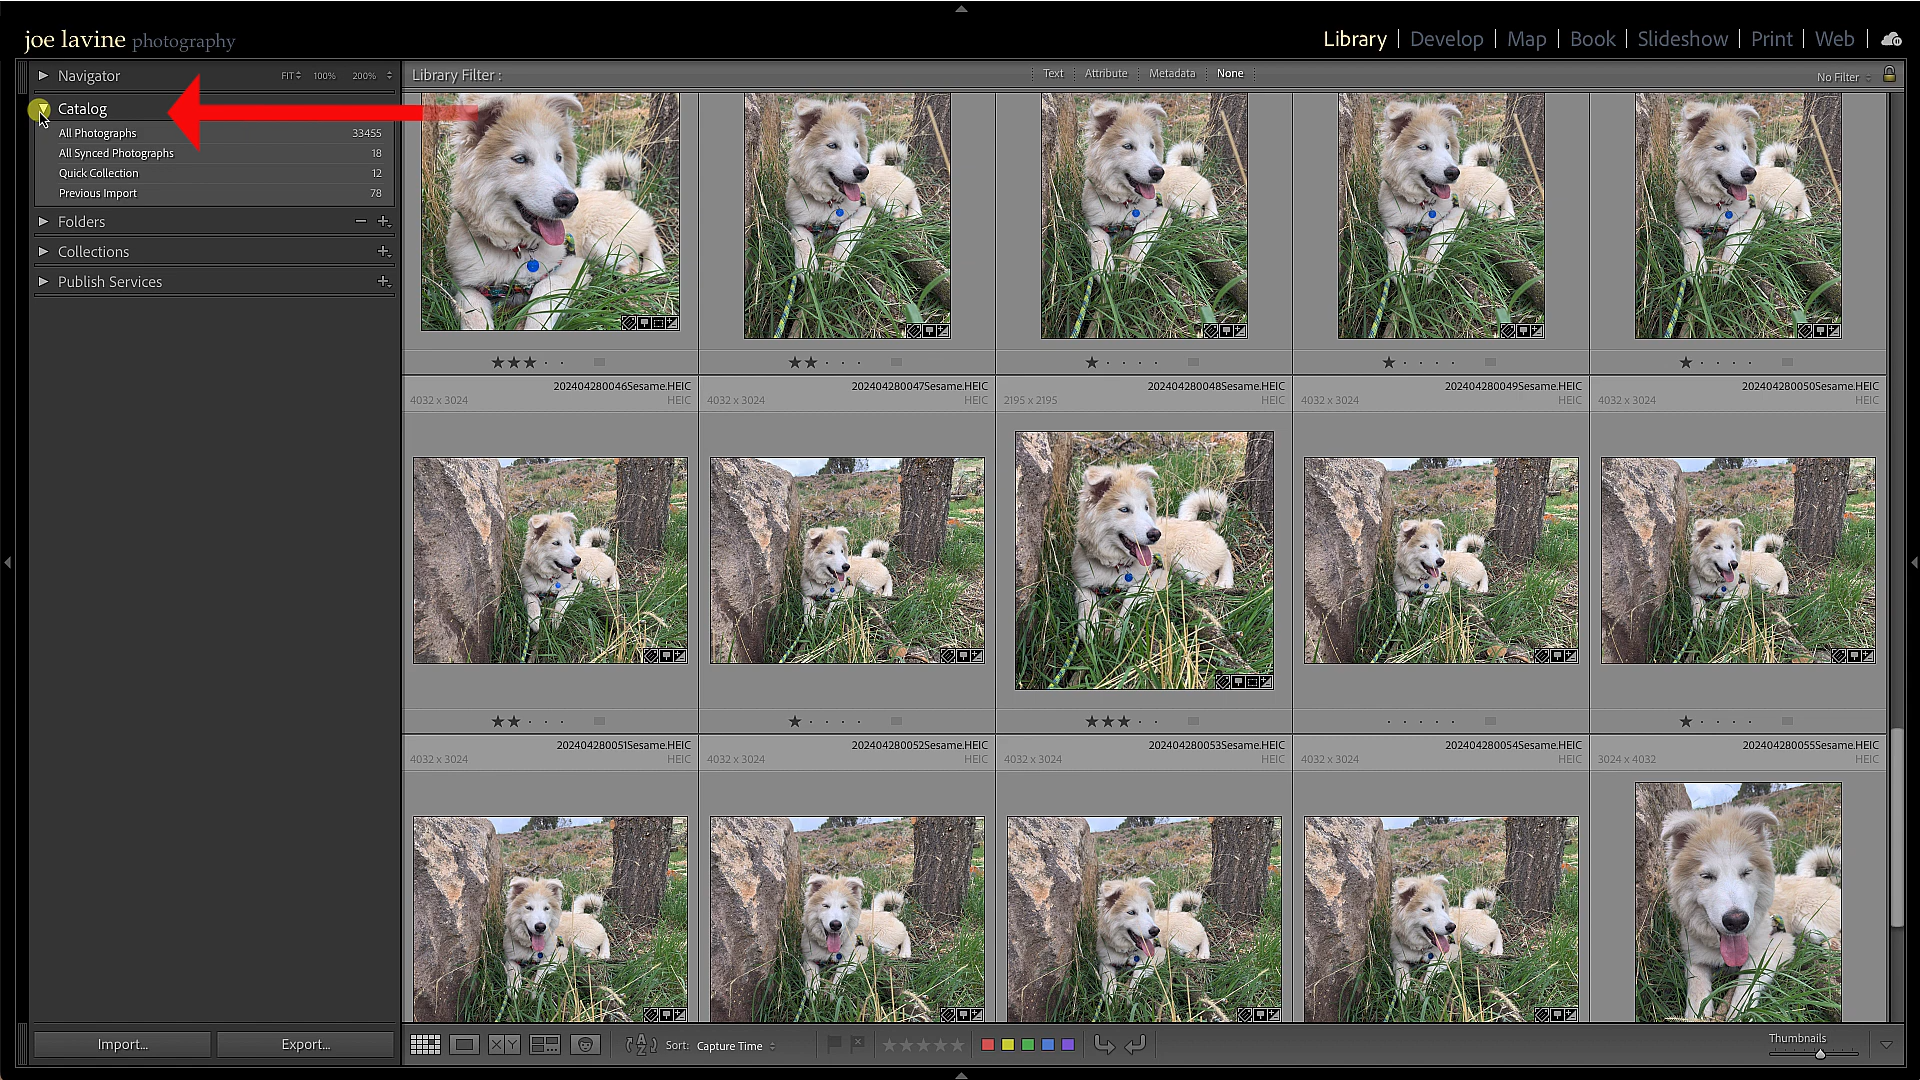 joe lavine photography
Library | Develop | Map | Book | Slideshow | Print | Web |
Navigator FIT 100% 200%
Catalog
All Photographs 33455
All Synced Photographs 18
Quick Collection 12
Previous Import 78
Folders
Collections
Publish Services
Library Filter : Text Attribute Metadata None No Filter
202404280046Sesame.HEIC
4032 x 3024 HEIC
202404280047Sesame.HEIC
4032 x 3024 HEIC
202404280048Sesame.HEIC
2195 x 2195 HEIC
202404280049Sesame.HEIC
4032 x 3024 HEIC
202404280050Sesame.HEIC
4032 x 3024 HEIC
202404280051Sesame.HEIC
4032 x 3024 HEIC
202404280052Sesame.HEIC
4032 x 3024 HEIC
202404280053Sesame.HEIC
4032 x 3024 HEIC
202404280054Sesame.HEIC
4032 x 3024 HEIC
202404280055Sesame.HEIC
3024 x 4032 HEIC
Import... Export... X Y A Z Sort: Capture Time Thumbnails